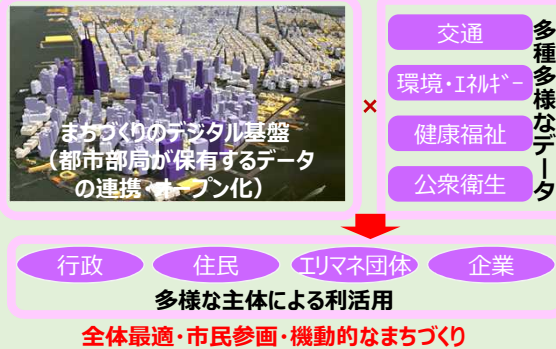 まちづくりのデジタル基盤
（都市部局が保有するデータ
の連携・オープン化）
×
交通
環境・ｴﾈﾙｷﾞｰ
健康福祉
公衆衛生
多種多様なデータ
行政
住民
エリマネ団体
企業
多様な主体による利活用
全体最適・市民参画・機動的なまちづくり